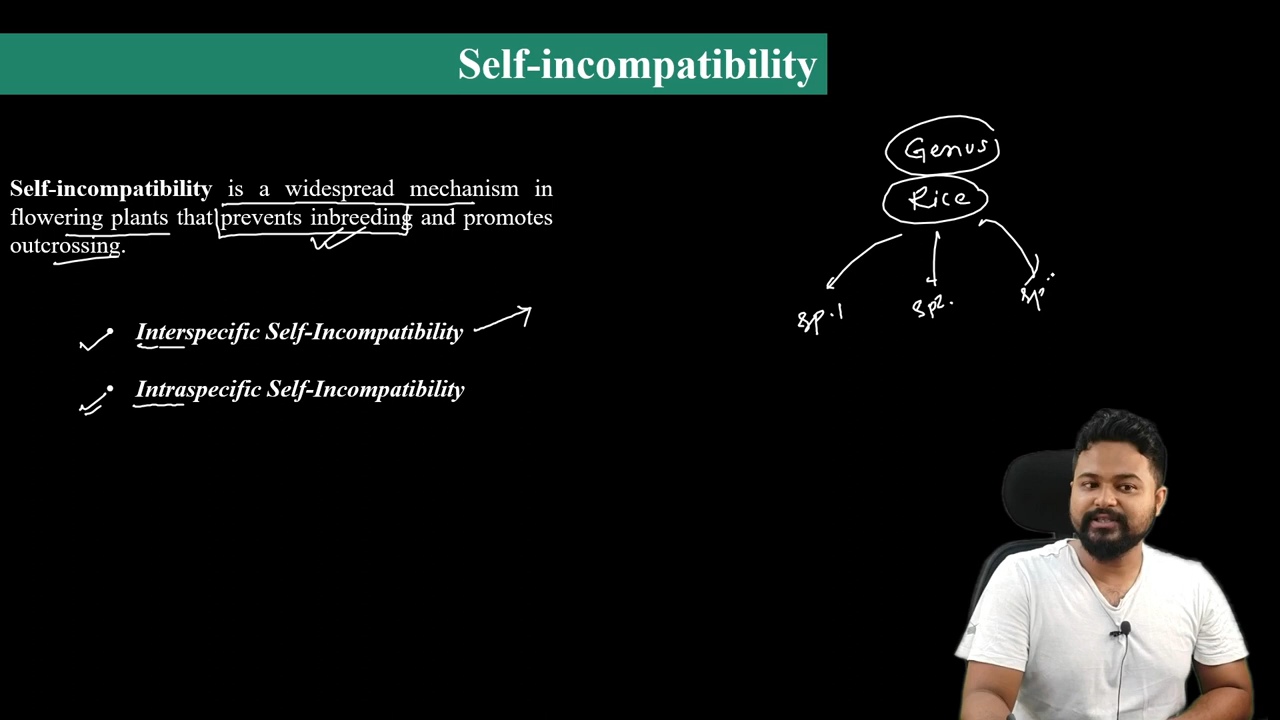 Self-incompatibility
Self-incompatibility is a widespread mechanism in
flowering plants that prevents inbreeding and promotes
outcrossing.
• Interspecific Self-Incompatibility
• Intraspecific Self-Incompatibility
Genus
Rice
sp.1
sp2.